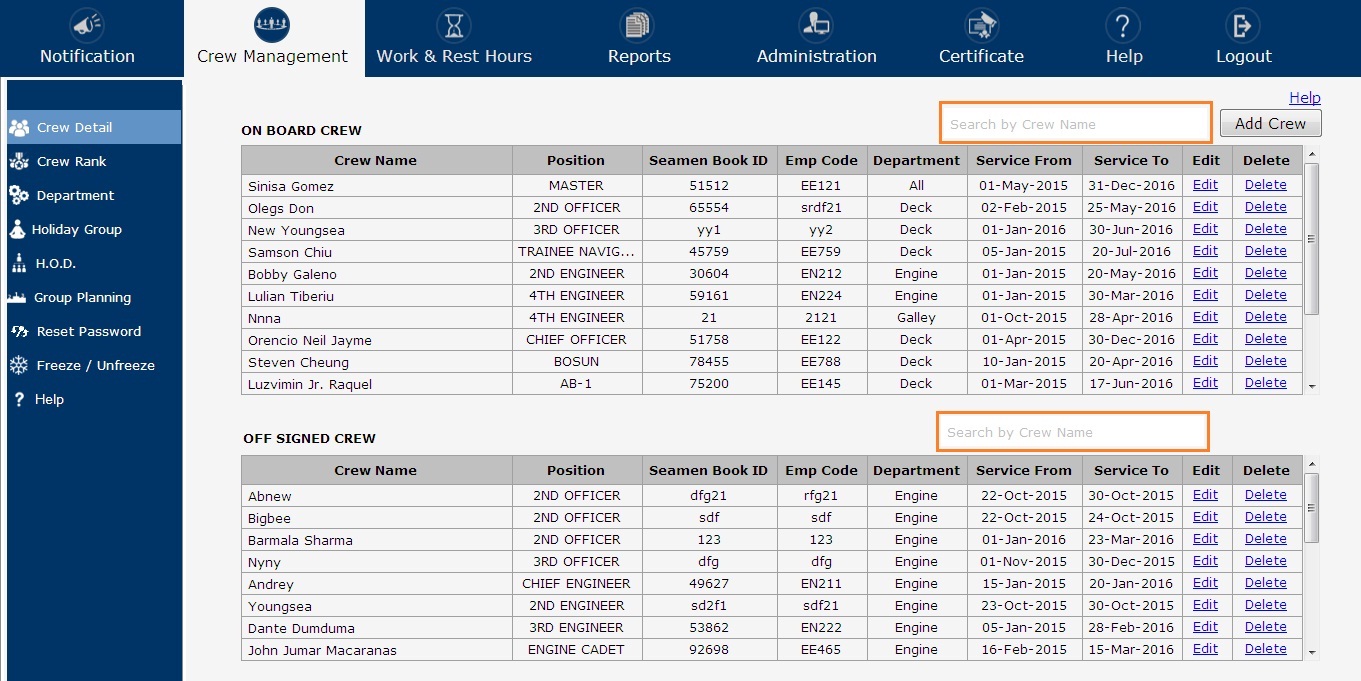 Notification Crew Management Work & Rest Hours Reports Administration Certificate Help Logout
Crew Detail
Crew Rank
Department
Holiday Group
H.O.D.
Group Planning
Reset Password
Freeze / Unfreeze
Help
Help
ON BOARD CREW Search by Crew Name Add Crew
Crew Name Position Seamen Book ID Emp Code Department Service From Service To Edit Delete
Sinisa Gomez MASTER 51512 EE121 All 01-May-2015 31-Dec-2016 Edit Delete
Olegs Don 2ND OFFICER 65554 srdf21 Deck 02-Feb-2015 25-May-2016 Edit Delete
New Youngsea 3RD OFFICER yy1 yy2 Deck 01-Jan-2016 30-Jun-2016 Edit Delete
Samson Chiu TRAINEE NAVIG... 45759 EE759 Deck 05-Jan-2015 20-Jul-2016 Edit Delete
Bobby Galeno 2ND ENGINEER 30604 EN212 Engine 01-Jan-2015 20-May-2016 Edit Delete
Lulian Tiberiu 4TH ENGINEER 59161 EN224 Engine 01-Jan-2015 30-Mar-2016 Edit Delete
Nnna 4TH ENGINEER 21 2121 Galley 01-Oct-2015 28-Apr-2016 Edit Delete
Orencio Neil Jayme CHIEF OFFICER 51758 EE122 Deck 01-Apr-2015 30-Dec-2016 Edit Delete
Steven Cheung BOSUN 78455 EE788 Deck 10-Jan-2015 20-Apr-2016 Edit Delete
Luzvimin Jr. Raquel AB-1 75200 EE145 Deck 01-Mar-2015 17-Jun-2016 Edit Delete
OFF SIGNED CREW Search by Crew Name
Crew Name Position Seamen Book ID Emp Code Department Service From Service To Edit Delete
Abnew 2ND OFFICER dfg21 rfg21 Engine 22-Oct-2015 30-Oct-2015 Edit Delete
Bigbee 2ND OFFICER sdf sdf Engine 22-Oct-2015 24-Oct-2015 Edit Delete
Barmala Sharma 2ND OFFICER 123 123 Engine 01-Jan-2016 23-Mar-2016 Edit Delete
Nyny 3RD OFFICER dfg dfg Engine 01-Nov-2015 30-Dec-2015 Edit Delete
Andrey CHIEF ENGINEER 49627 EN211 Engine 15-Jan-2015 20-Jan-2016 Edit Delete
Youngsea 2ND ENGINEER sd2f1 sdf21 Engine 23-Oct-2015 30-Oct-2015 Edit Delete
Dante Dumduma 3RD ENGINEER 53862 EN222 Engine 05-Jan-2015 28-Feb-2016 Edit Delete
John Jumar Macaranas ENGINE CADET 92698 EE465 Engine 16-Feb-2015 15-Mar-2016 Edit Delete